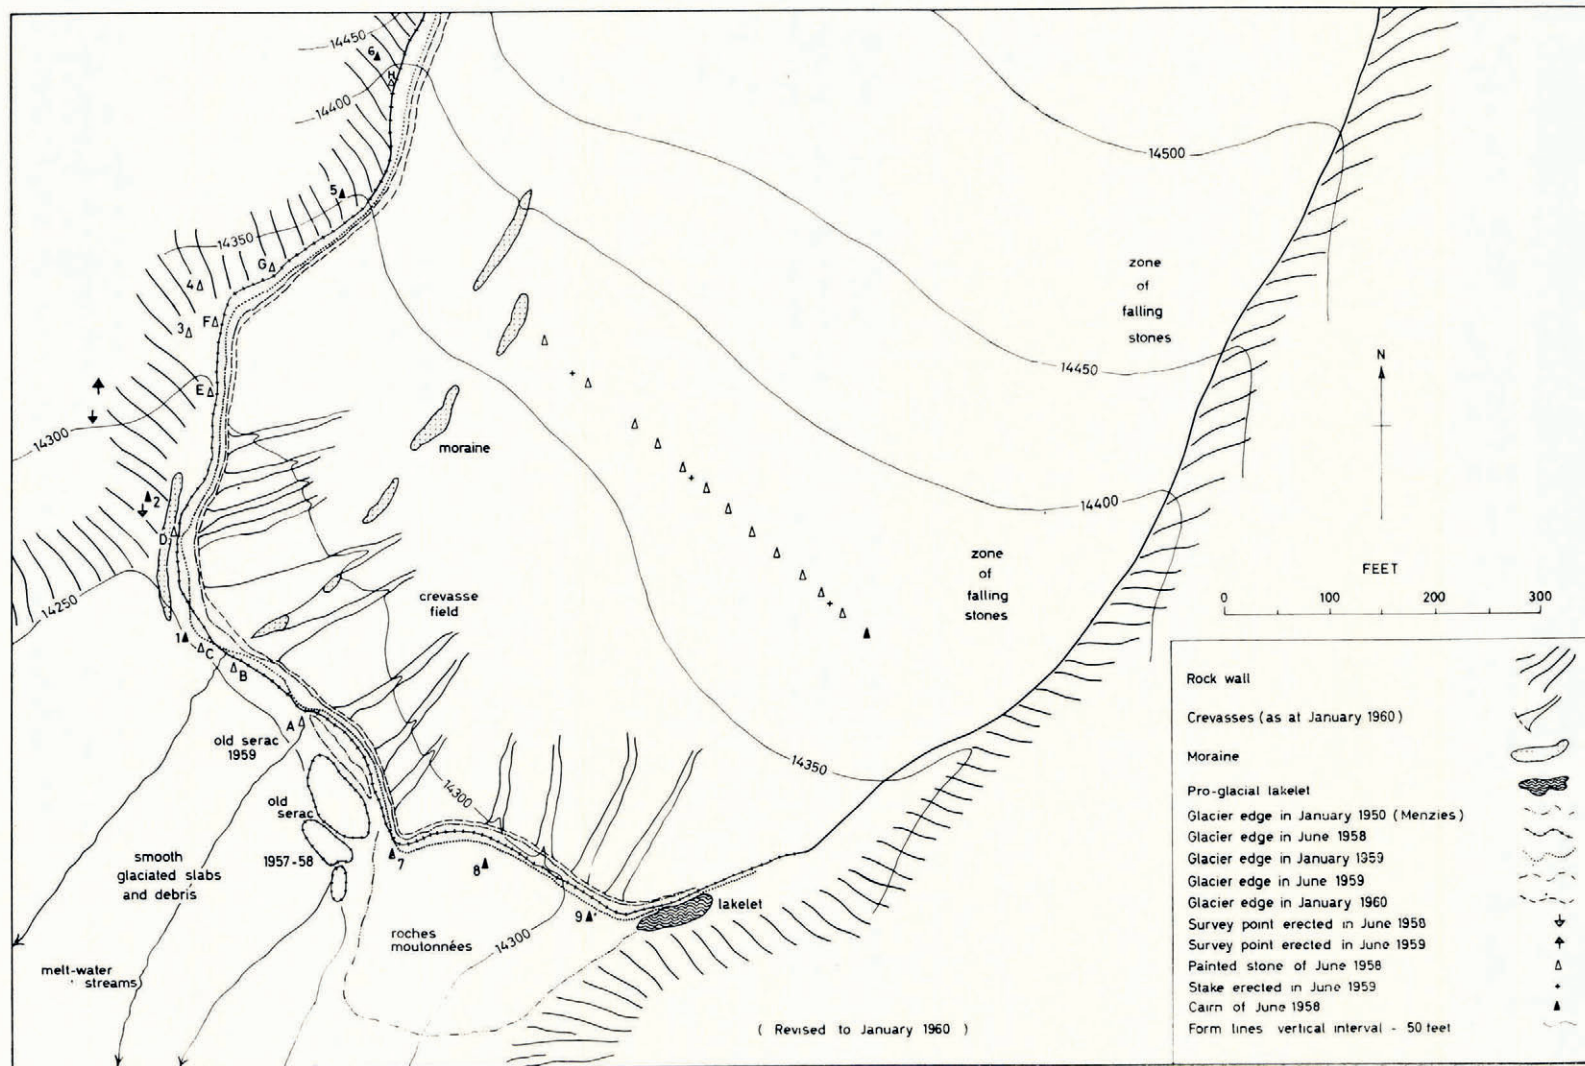 14450
6
H
14400
5
14350
G
4
F
3
E
14300
2
D
14250
1
C
B
A
14500
zone
of
falling
stones
14450
N
14400
moraine
crevasse
field
zone
of
falling
stones
FEET
0 100 200 300
14350
14300
old serac
1959
old
serac
1957-58
smooth
glaciated slabs
and debris
7
8
9
lakelet
roches
moutonnées
14300
melt-water
streams
( Revised to January 1960 )
Rock wall
Crevasses (as at January 1960)
Moraine
Pro-glacial lakelet
Glacier edge in January 1950 (Menzies)
Glacier edge in June 1958
Glacier edge in January 1959
Glacier edge in June 1959
Glacier edge in January 1960
Survey point erected in June 1958
Survey point erected in June 1959
Painted stone of June 1958
Stake erected in June 1959
Cairn of June 1958
Form lines vertical interval - 50 feet